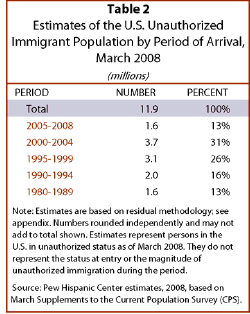 Table 2
Estimates of the U.S. Unauthorized
Immigrant Population by Period of Arrival,
March 2008
(millions)
PERIOD NUMBER PERCENT
Total 11.9 100%
2005-2008 1.6 13%
2000-2004 3.7 31%
1995-1999 3.1 26%
1990-1994 2.0 16%
1980-1989 1.6 13%
Note: Estimates are based on residual methodology; see
appendix. Numbers rounded independently and may not
add to total shown. Estimates represent persons in the
U.S. in unauthorized status as of March 2008. They do not
represent the status at entry or the magnitude of
unauthorized immigration during the period.
Source: Pew Hispanic Center estimates, 2008, based on
March Supplements to the Current Population Survey (CPS).